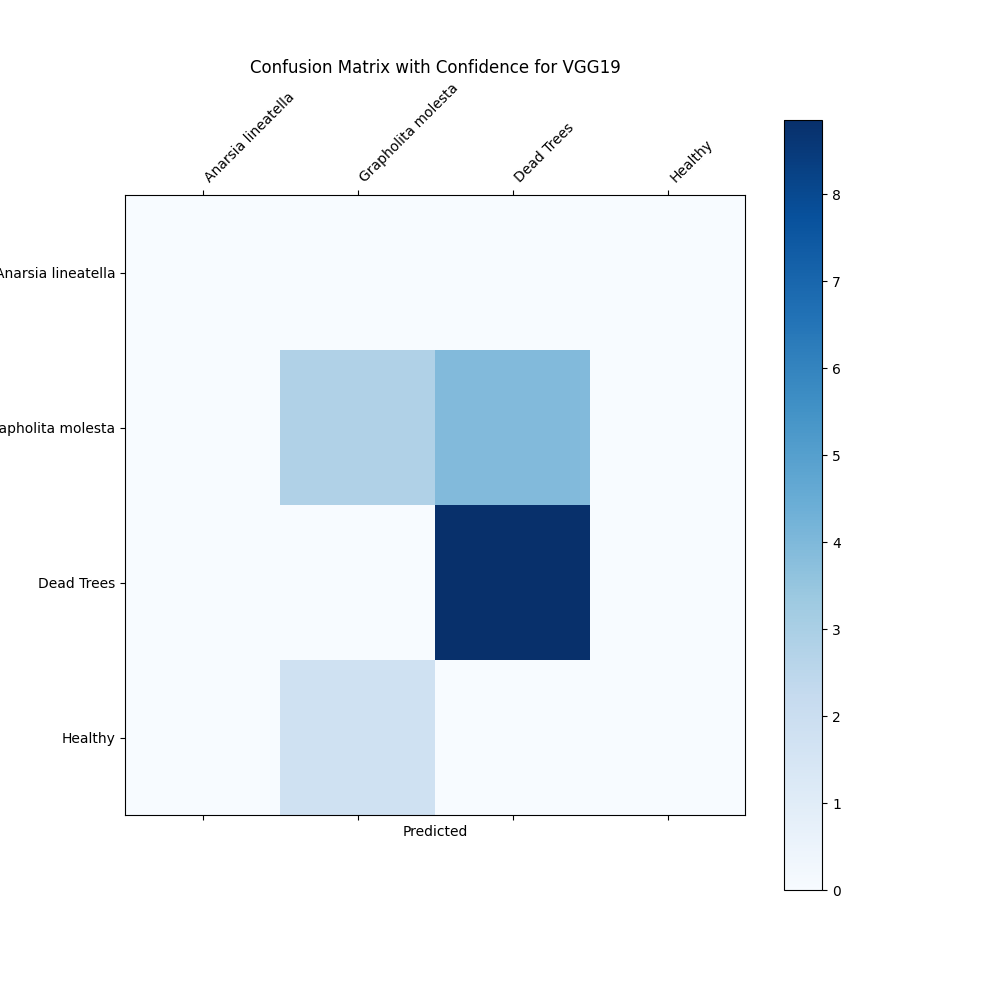 Confusion Matrix with Confidence for VGG19
Anarsia lineatella
Grapholita molesta
Dead Trees
Healthy
Anarsia lineatella
apholita molesta
Dead Trees
Healthy
Predicted
8
7
6
5
4
3
2
1
0